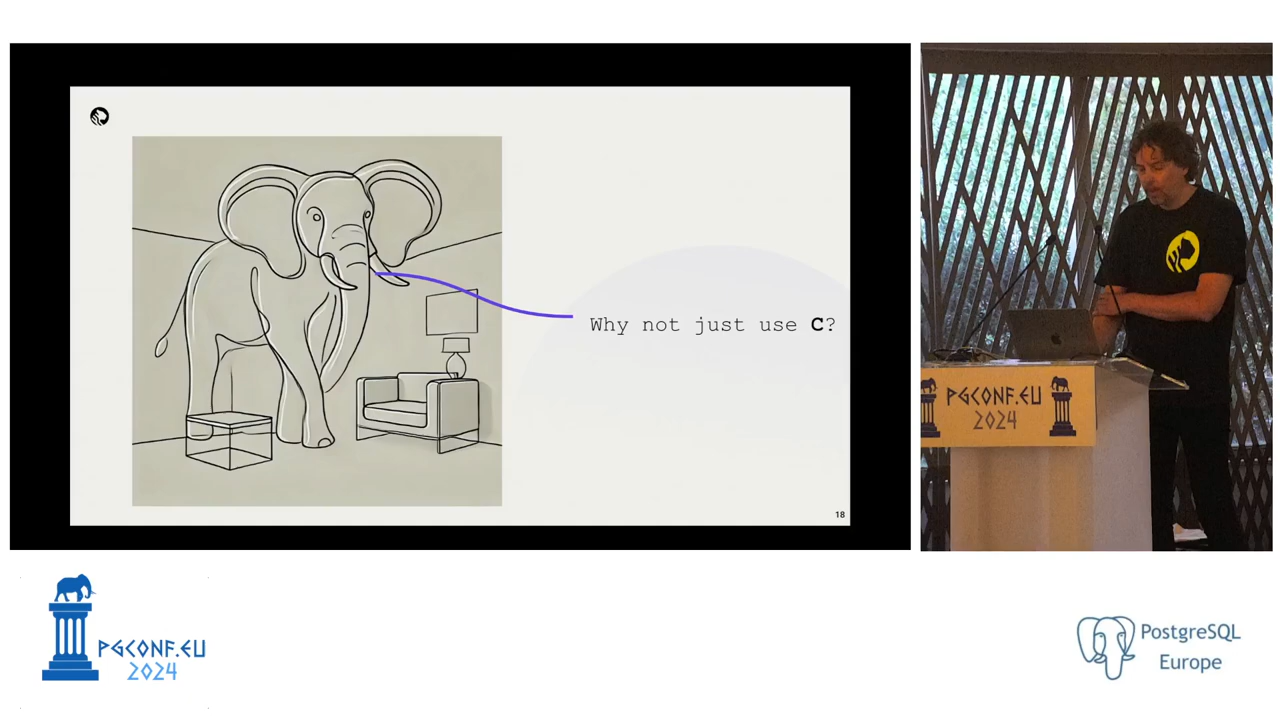 Why not just use C?
18
PGCONF.EU
2024
PGCONF.EU
2024
PostgreSQL
Europe